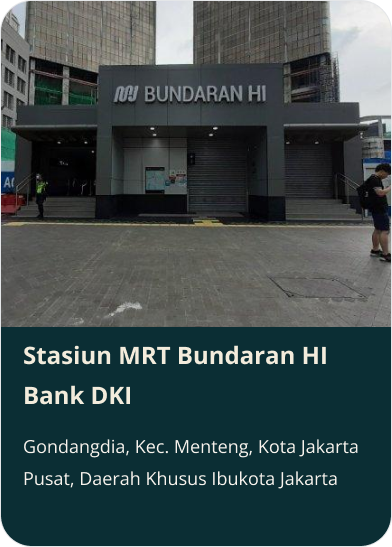 BUNDARAN HI
Stasiun MRT Bundaran HI
Bank DKI
Gondangdia, Kec. Menteng, Kota Jakarta
Pusat, Daerah Khusus Ibukota Jakarta